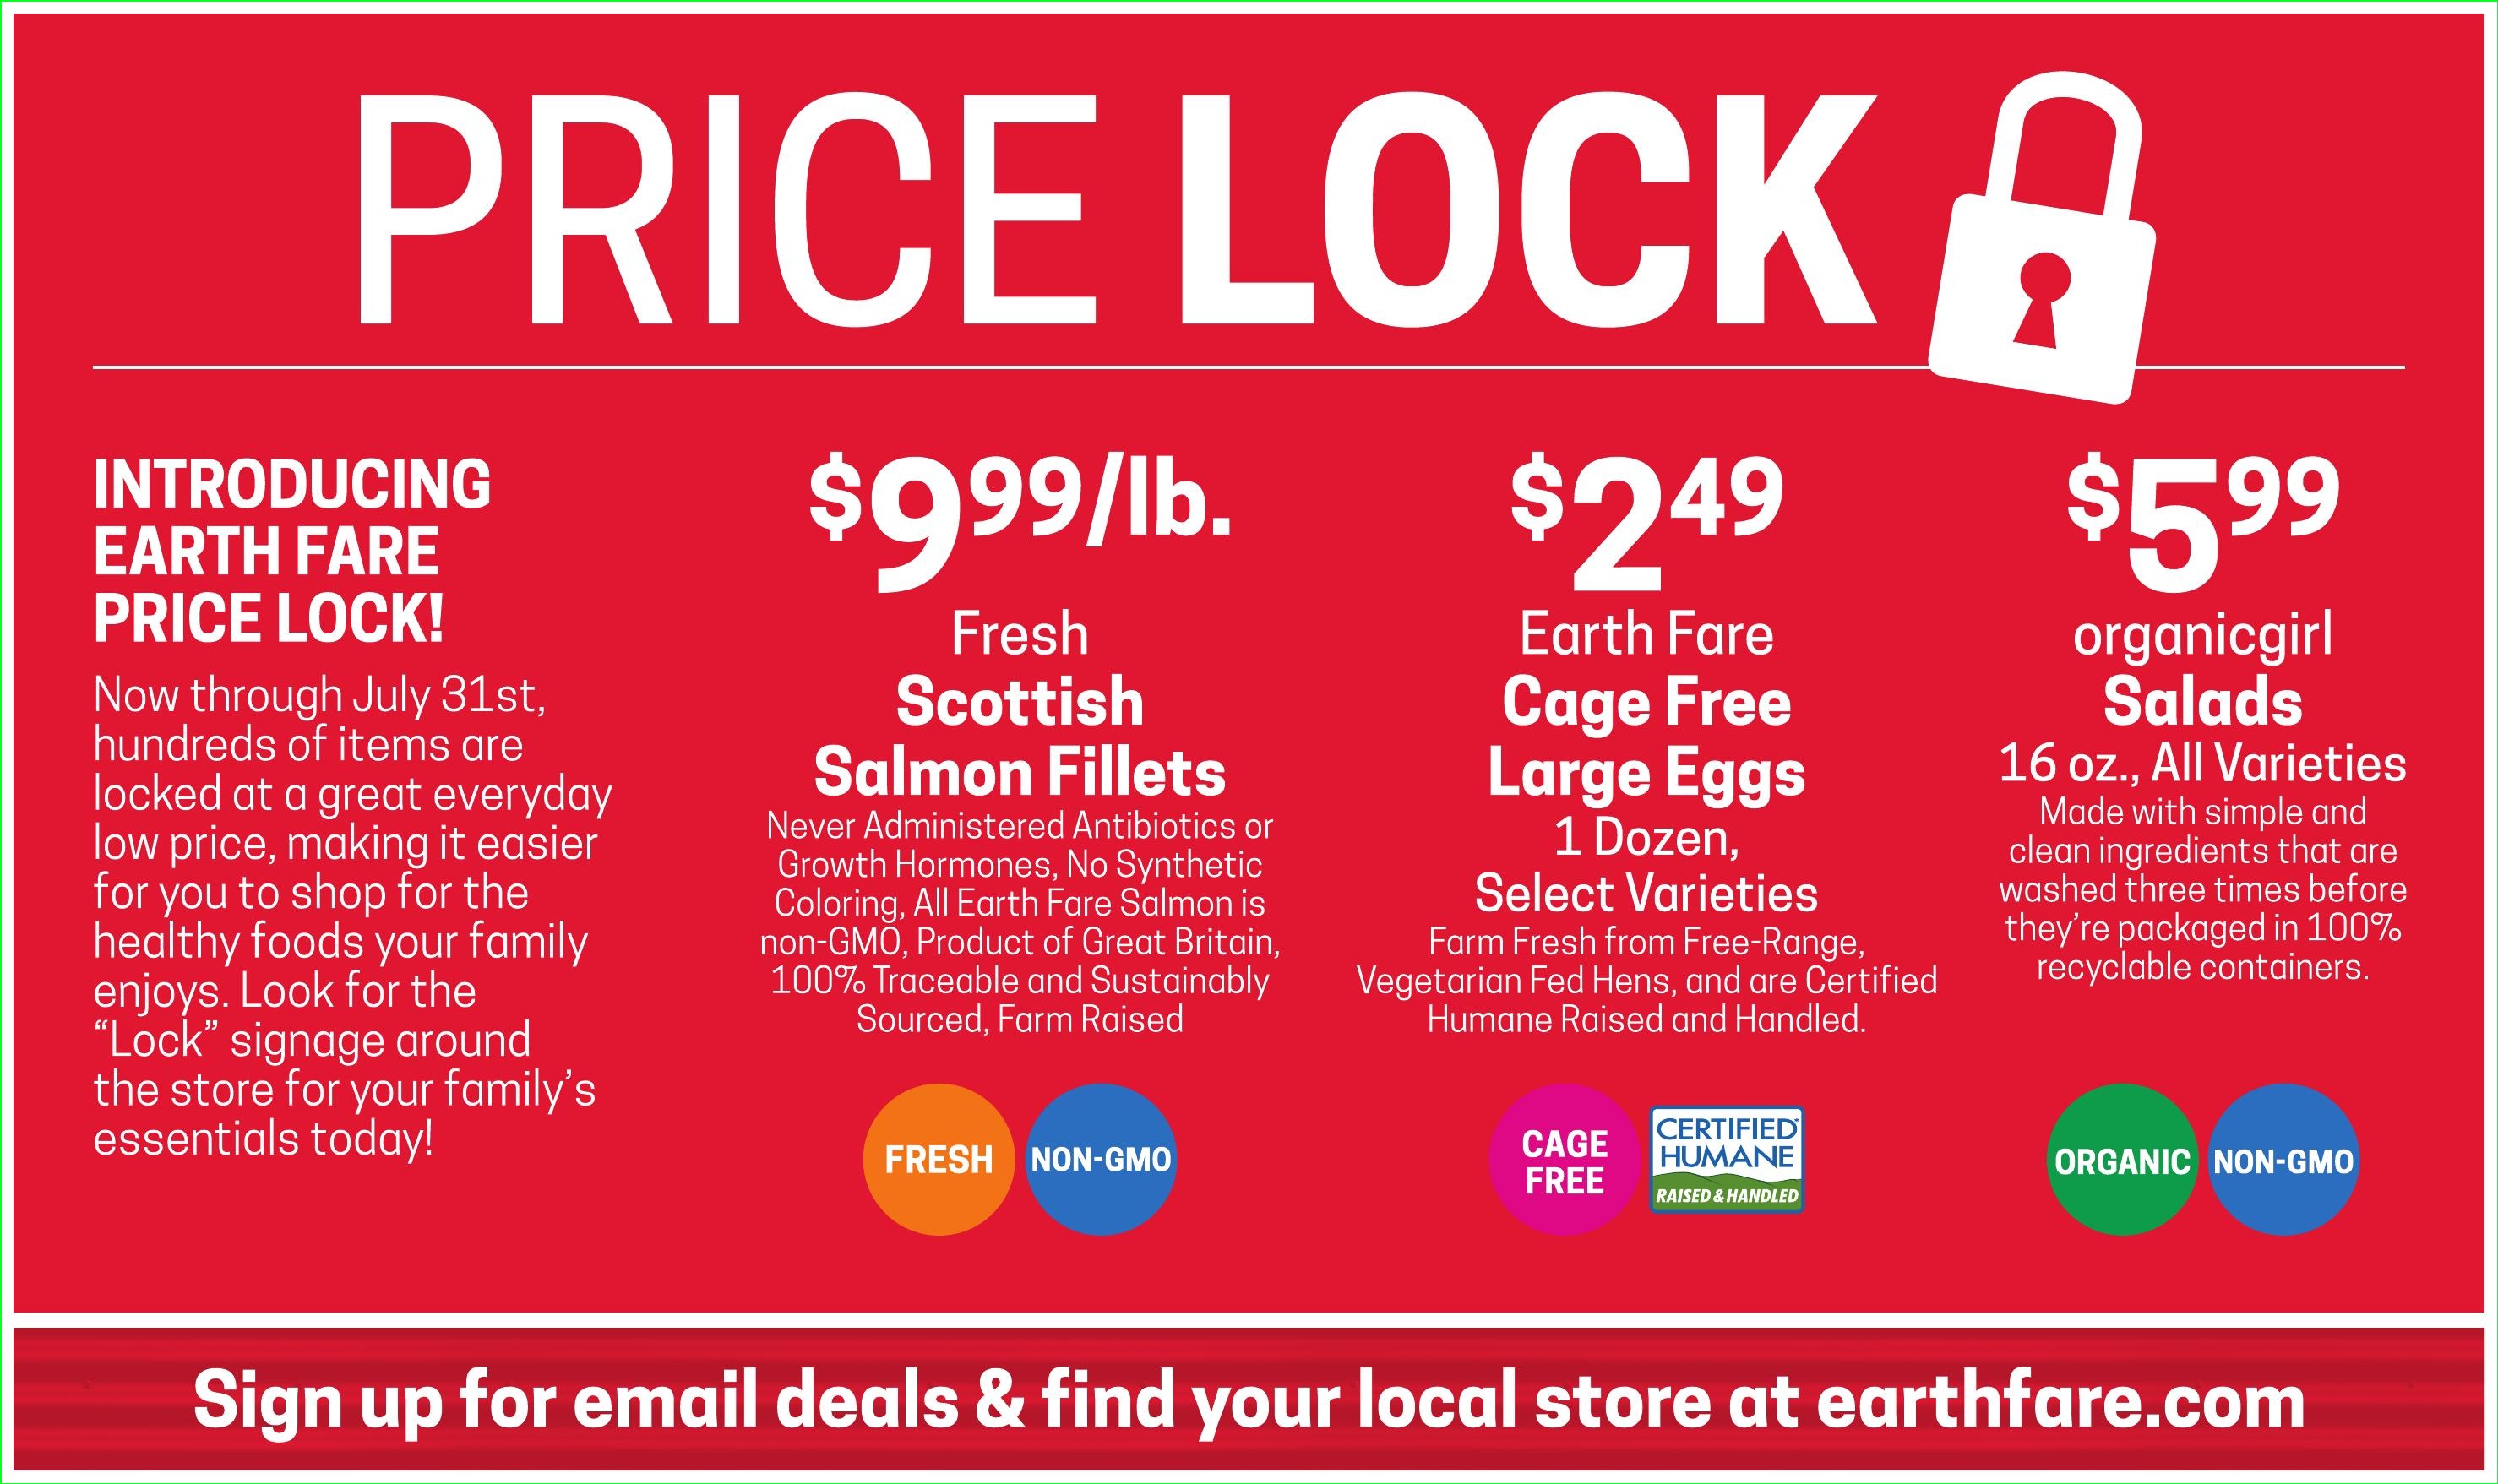 PRICE LOCK
INTRODUCING
EARTH FARE
PRICE LOCK!
Now through July 31st,
hundreds of items are
locked at a great everyday
low price, making it easier
for you to shop for the
healthy foods your family
enjoys. Look for the
“Lock” signage around
the store for your family’s
essentials today!
$9 99/lb.
Fresh
Scottish
Salmon Fillets
Never Administered Antibiotics or
Growth Hormones, No Synthetic
Coloring, All Earth Fare Salmon is
non-GMO, Product of Great Britain,
100% Traceable and Sustainably
Sourced, Farm Raised
FRESH
NON-GMO
$2 49
Earth Fare
Cage Free
Large Eggs
1 Dozen,
Select Varieties
Farm Fresh from Free-Range,
Vegetarian Fed Hens, and are Certified
Humane Raised and Handled.
CAGE
FREE
CERTIFIED
HUMANE
RAISED & HANDLED
$5 99
organicgirl
Salads
16 oz., All Varieties
Made with simple and
clean ingredients that are
washed three times before
they’re packaged in 100%
recyclable containers.
ORGANIC
NON-GMO
Sign up for email deals & find your local store at earthfare.com